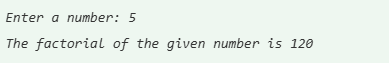 Enter a number: 5
The factorial of the given number is 120